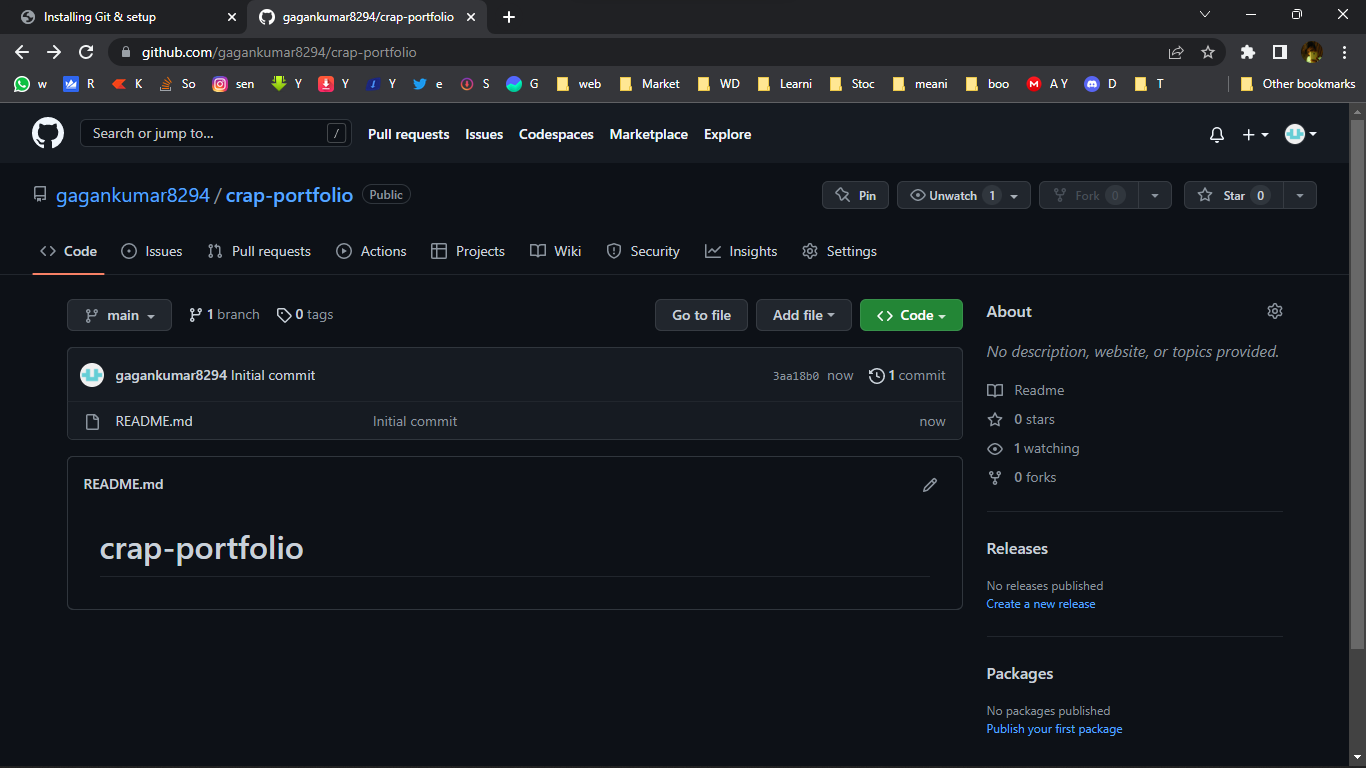 Installing Git & setup
gagankumar8294/crap-portfolio
github.com/gagankumar8294/crap-portfolio
w R K So sen Y Y Y e S G web Market WD Learni Stoc meani boo A Y D T Other bookmarks
Search or jump to... / Pull requests Issues Codespaces Marketplace Explore
gagankumar8294 / crap-portfolio Public Pin Unwatch 1 Fork 0 Star 0
Code Issues Pull requests Actions Projects Wiki Security Insights Settings
main 1 branch 0 tags Go to file Add file Code
gagankumar8294 Initial commit 3aa18b0 now 1 commit
README.md Initial commit now
README.md
crap-portfolio
About
No description, website, or topics provided.
Readme
0 stars
1 watching
0 forks
Releases
No releases published
Create a new release
Packages
No packages published
Publish your first package